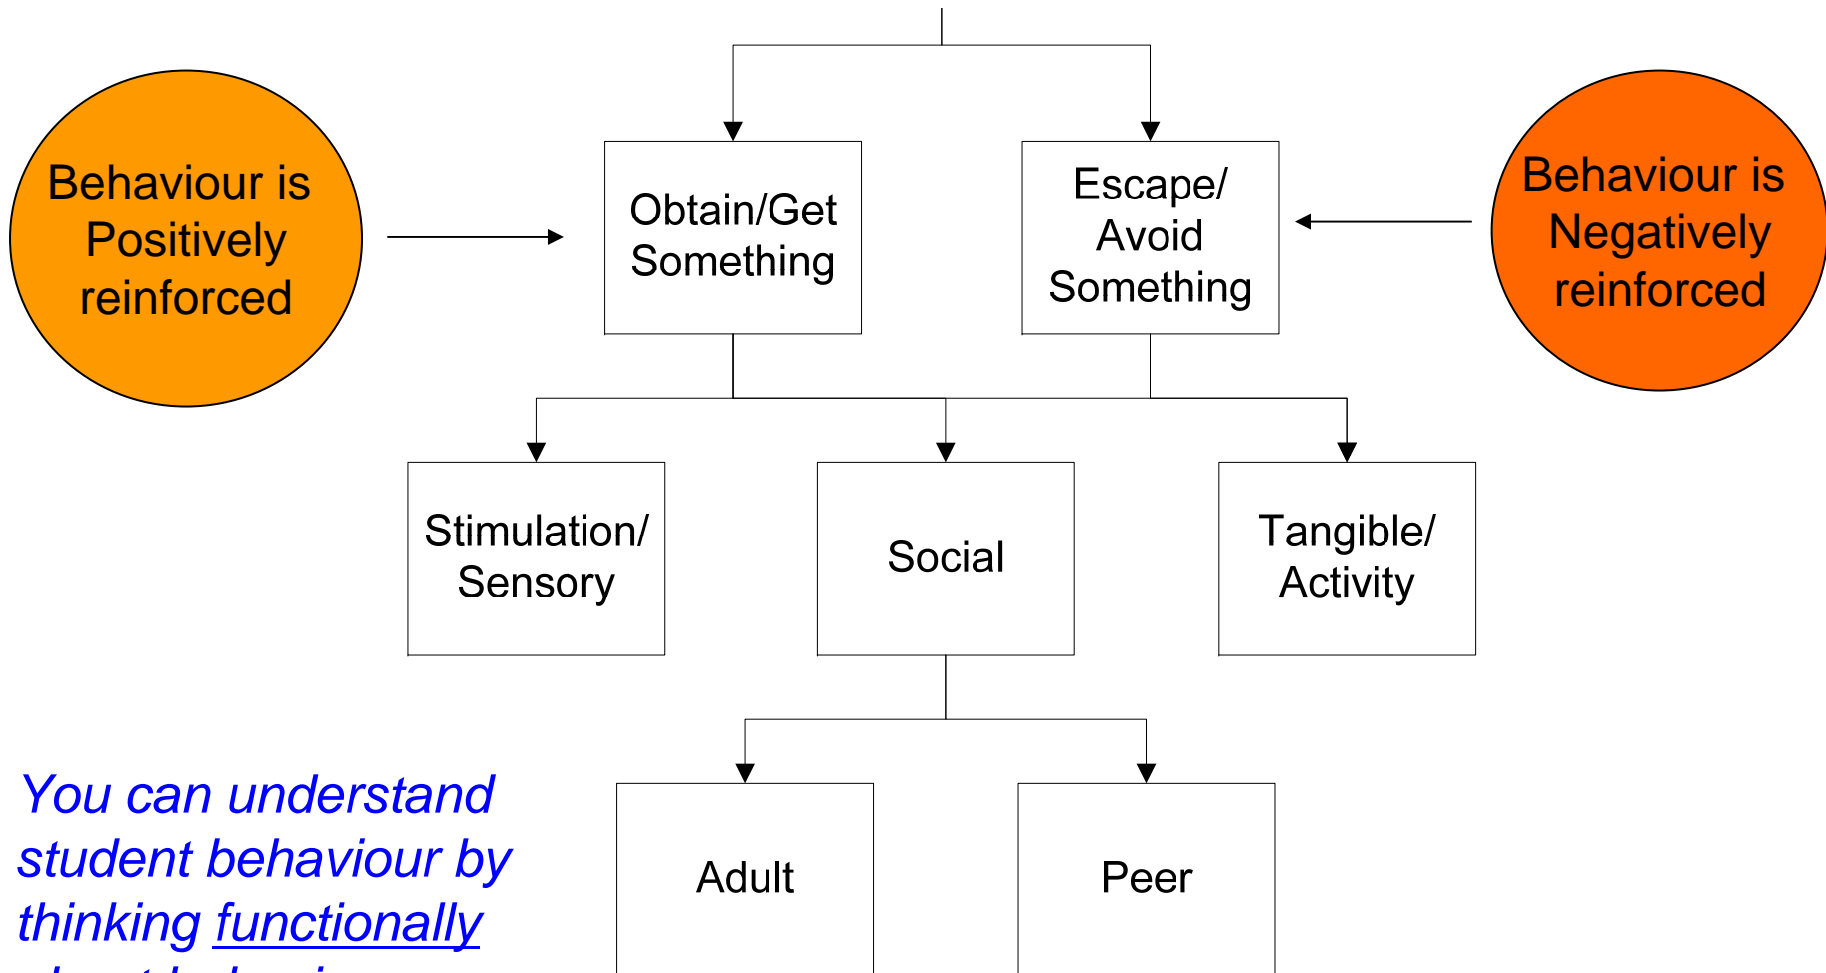 Behaviour is
Positively
reinforced
Obtain/Get
Something
Escape/
Avoid
Something
Behaviour is
Negatively
reinforced
Stimulation/
Sensory
Social
Tangible/
Activity
You can understand
student behaviour by
thinking functionally
Adult
Peer